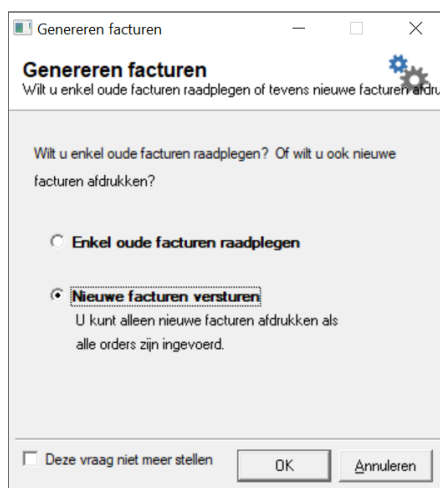 Genereren facturen
Genereren facturen
Wilt u enkel oude facturen raadplegen of tevens nieuwe facturen afdru
Wilt u enkel oude facturen raadplegen? Of wilt u ook nieuwe
facturen afdrukken?
Enkel oude facturen raadplegen
Nieuwe facturen versturen
U kunt alleen nieuwe facturen afdrukken als
alle orders zijn ingevoerd.
Deze vraag niet meer stellen
OK
Annuleren